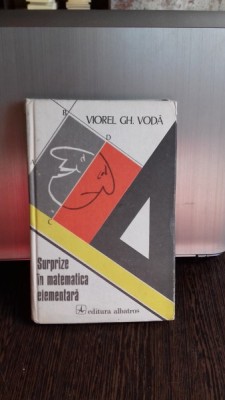 VIOREL GH. VODĂ
B
D
C
Surprize
în matematica
elementară
editura albatros